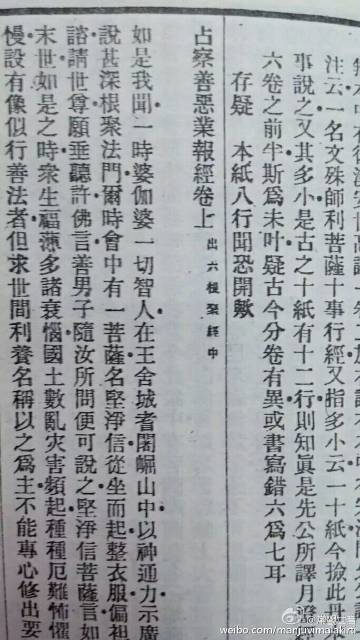 注云一名文殊師利菩薩十事行經又指多小云一十紙今撿此
事說之又其多小是古之十紙有十二行則知眞是先公所譯月
六卷之前半斯爲未叶疑古今分卷有異或書寫錯六爲七耳
存疑 本紙八行聞恐開歟
占察善惡業報經卷上 出六根聚經中
如是我聞一時婆伽婆一切智人在王舍城耆闍崛山中以神通力示廣
說甚深根聚法門爾時會中有一菩薩名堅淨信從坐而起整衣服偏袒
諮請世尊願垂聽許佛言善男子隨汝所問便可說之堅淨信菩薩言如
末世如是之時衆生福薄多諸衰惱國土數亂灾害頻起種種厄難怖懼
慢設有像似行善法者但求世間利養名稱以之爲主不能專心修出要
weibo.com/manjuvimalakirti